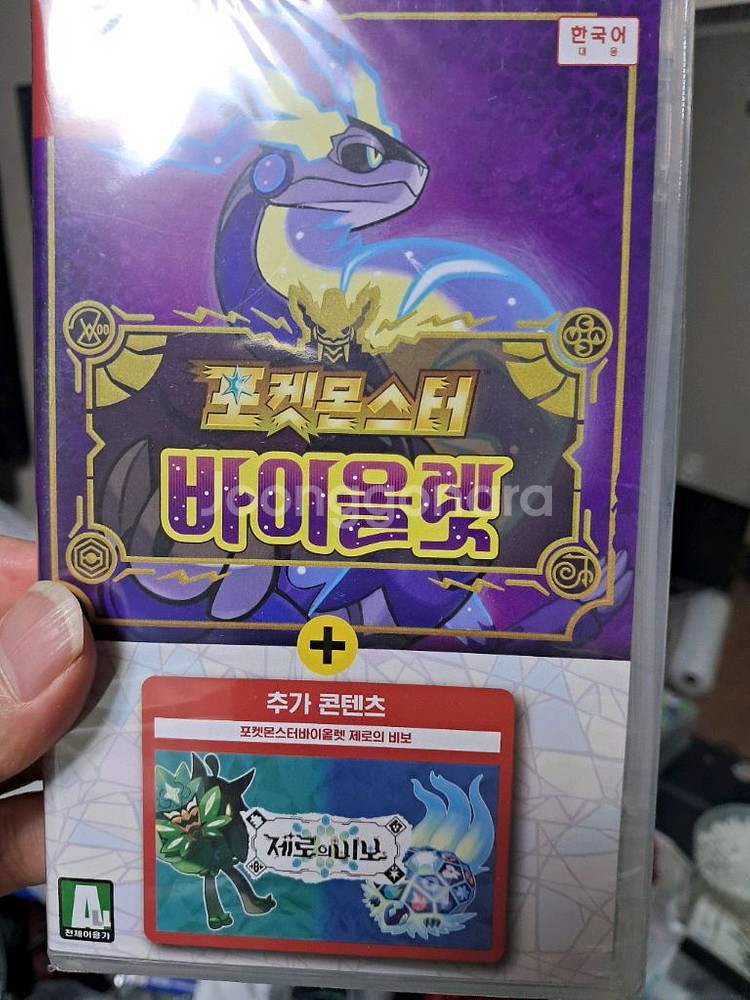 한국어
대 응
포켓몬스터
바이올렛
Joonggonara
+
추가 콘텐츠
포켓몬스터바이올렛 제로의 비보
제로의 비보
A
전체이용가